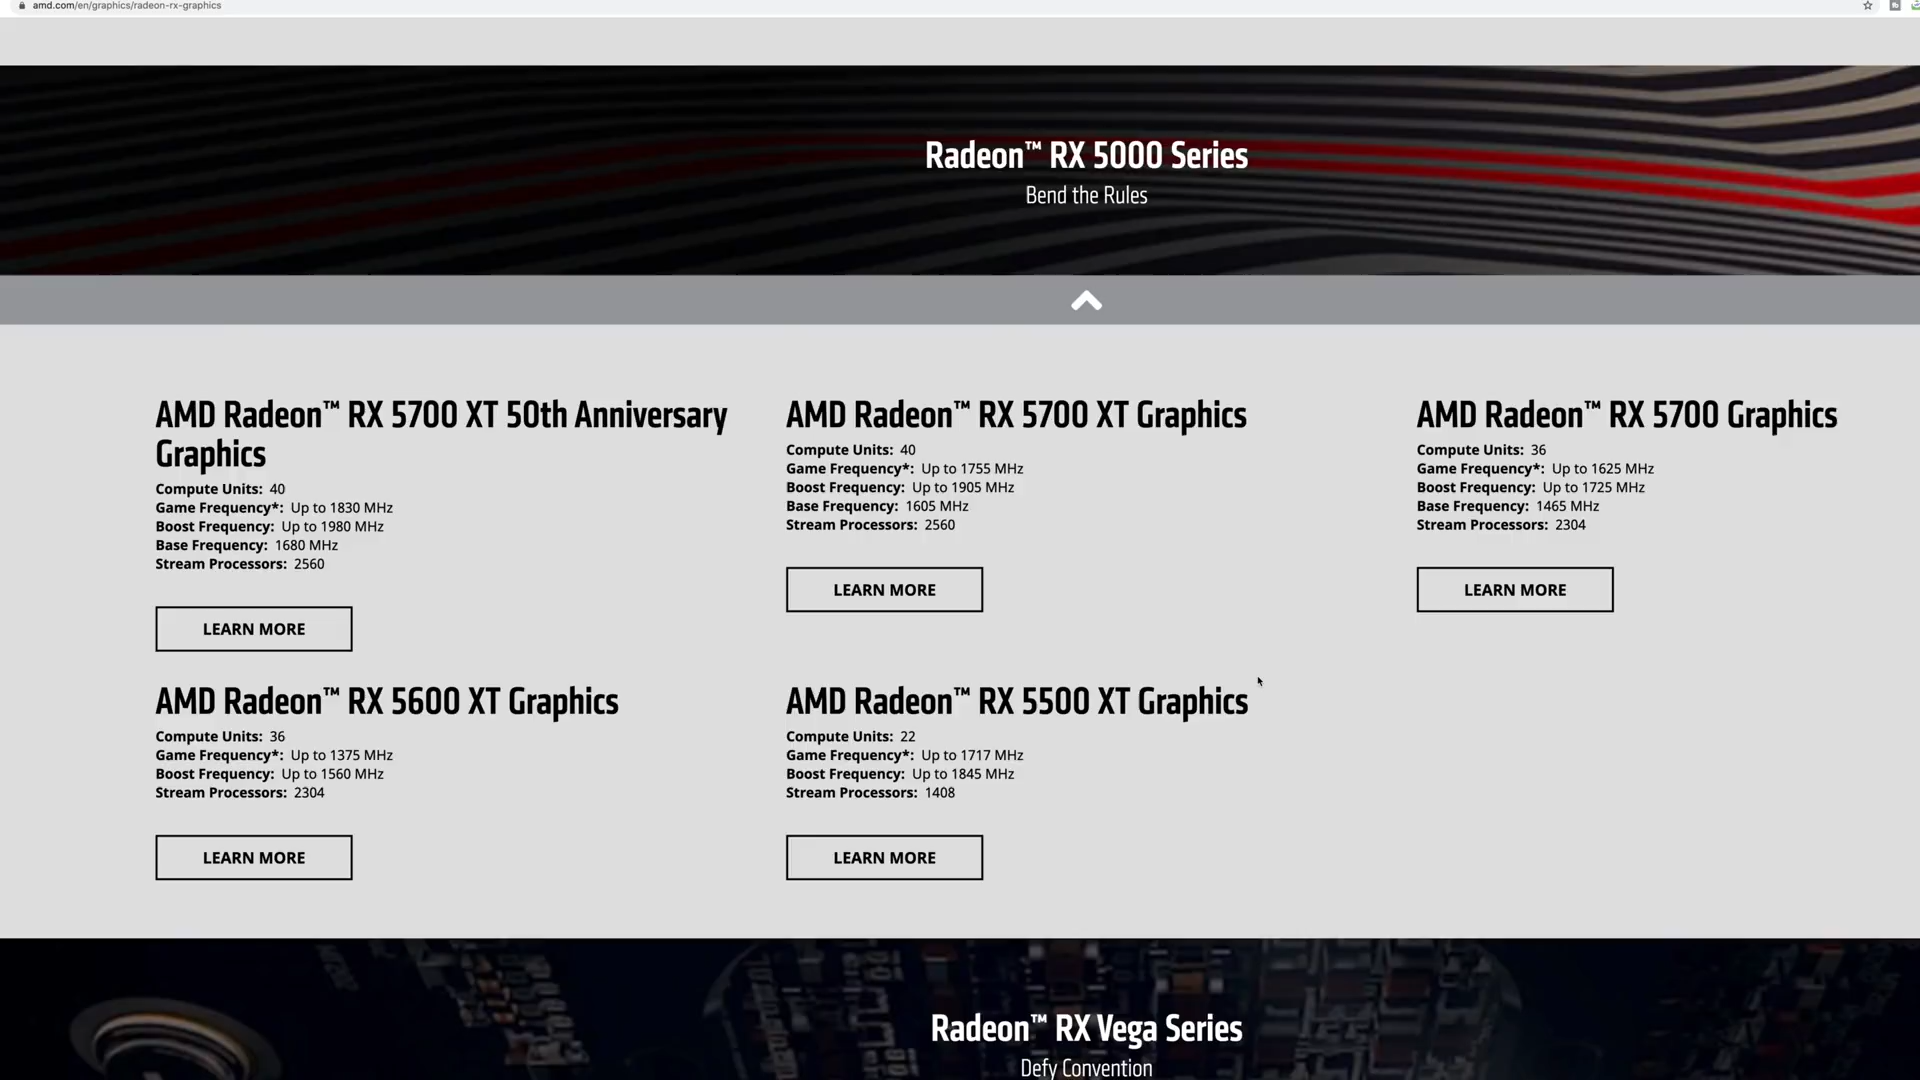 amd.com/en/graphics/radeon-rx-graphics
Radeon™ RX 5000 Series
Bend the Rules
AMD Radeon™ RX 5700 XT 50th Anniversary
Graphics
Compute Units: 40
Game Frequency*: Up to 1830 MHz
Boost Frequency: Up to 1980 MHz
Base Frequency: 1680 MHz
Stream Processors: 2560
LEARN MORE
AMD Radeon™ RX 5700 XT Graphics
Compute Units: 40
Game Frequency*: Up to 1755 MHz
Boost Frequency: Up to 1905 MHz
Base Frequency: 1605 MHz
Stream Processors: 2560
LEARN MORE
AMD Radeon™ RX 5700 Graphics
Compute Units: 36
Game Frequency*: Up to 1625 MHz
Boost Frequency: Up to 1725 MHz
Base Frequency: 1465 MHz
Stream Processors: 2304
LEARN MORE
AMD Radeon™ RX 5600 XT Graphics
Compute Units: 36
Game Frequency*: Up to 1375 MHz
Boost Frequency: Up to 1560 MHz
Stream Processors: 2304
LEARN MORE
AMD Radeon™ RX 5500 XT Graphics
Compute Units: 22
Game Frequency*: Up to 1717 MHz
Boost Frequency: Up to 1845 MHz
Stream Processors: 1408
LEARN MORE
Radeon™ RX Vega Series
Defy Convention